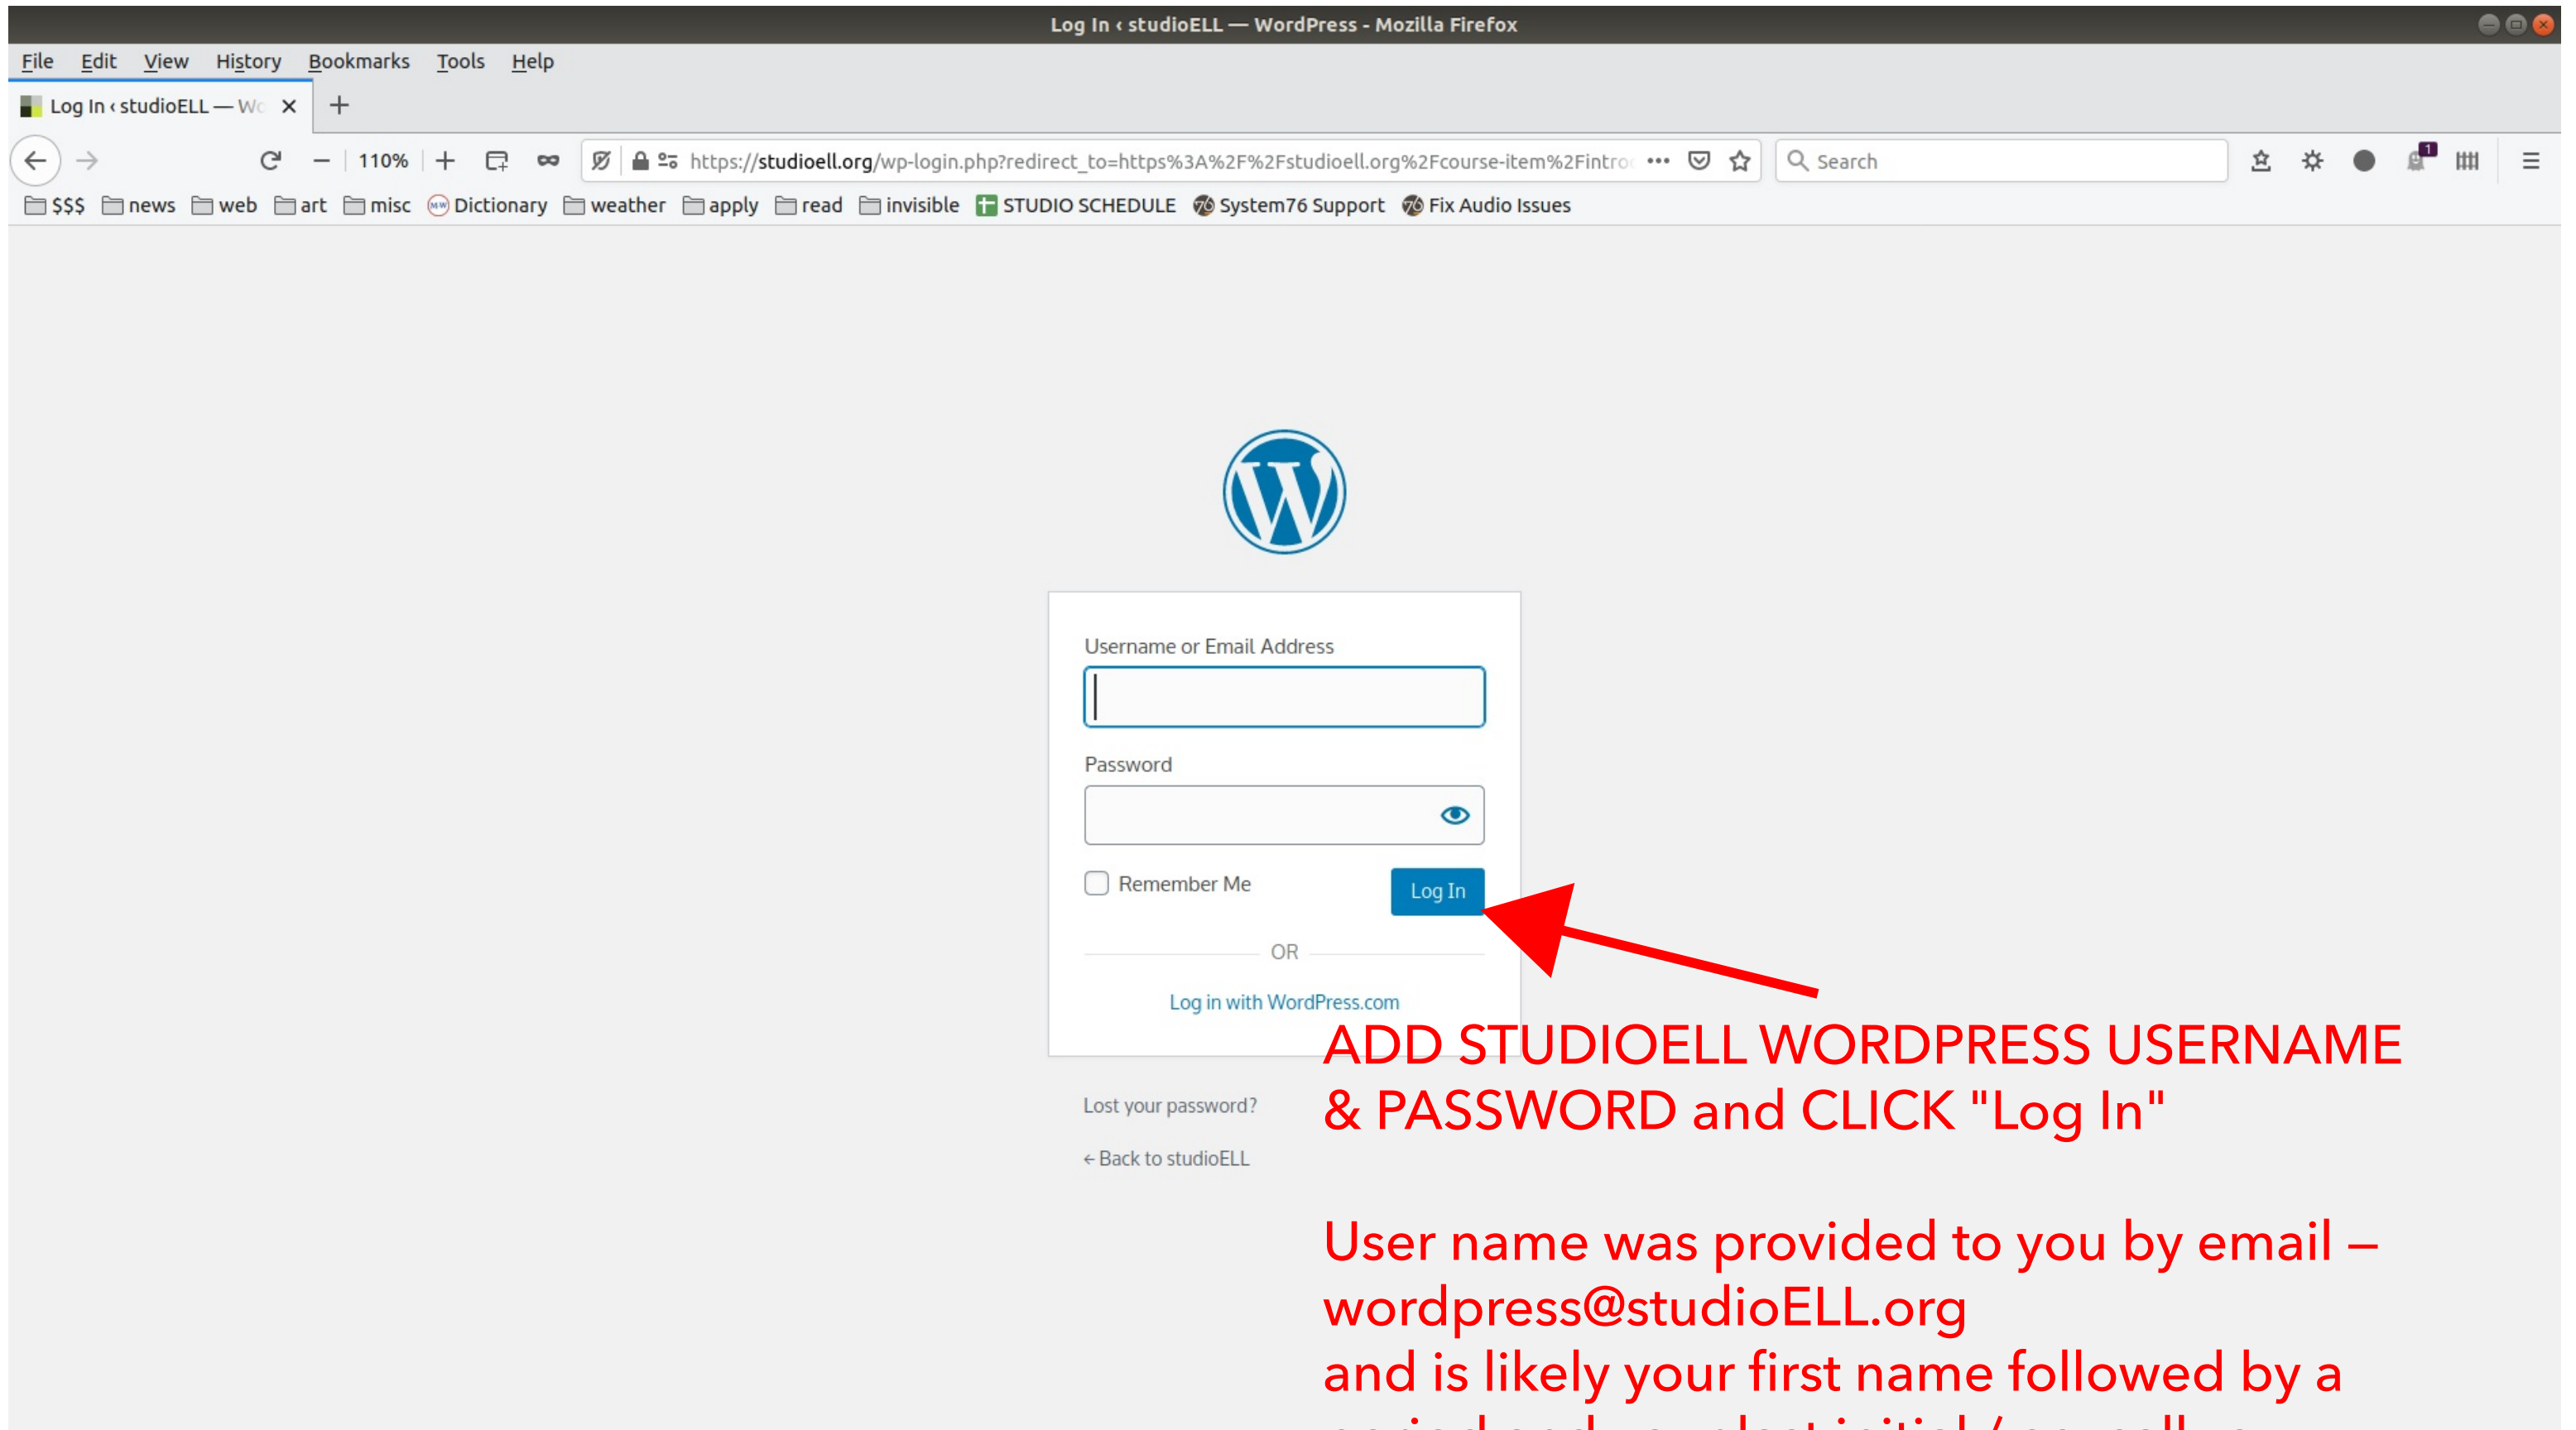 Log In ‹ studioELL — WordPress - Mozilla Firefox
File Edit View History Bookmarks Tools Help
Log In ‹ studioELL — Wo
110% https://studioell.org/wp-login.php?redirect_to=https%3A%2F%2Fstudioell.org%2Fcourse-item%2Fintro Search 1
$$$ news web art misc Dictionary weather apply read invisible STUDIO SCHEDULE System76 Support Fix Audio Issues
Username or Email Address
Password
Remember Me Log In
OR
Log in with WordPress.com
Lost your password?
← Back to studioELL
ADD STUDIOELL WORDPRESS USERNAME
& PASSWORD and CLICK "Log In"
User name was provided to you by email –
wordpress@studioELL.org
and is likely your first name followed by a